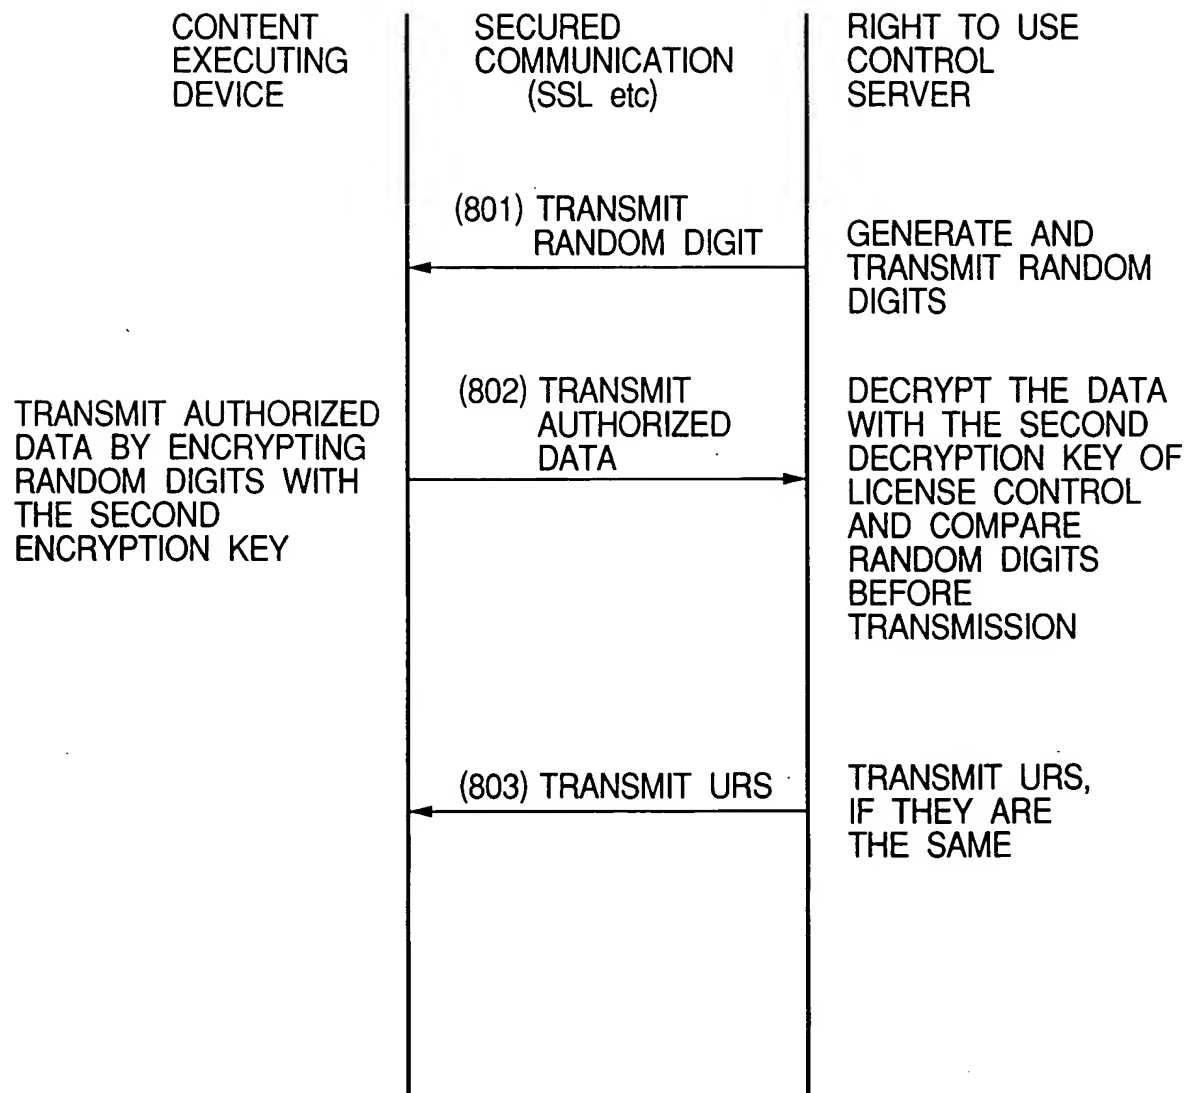 CONTENT
EXECUTING
DEVICE
SECURED
COMMUNICATION
(SSL etc)
RIGHT TO USE
CONTROL
SERVER
(801) TRANSMIT
RANDOM DIGIT
GENERATE AND
TRANSMIT RANDOM
DIGITS
TRANSMIT AUTHORIZED
DATA BY ENCRYPTING
RANDOM DIGITS WITH
THE SECOND
ENCRYPTION KEY
(802) TRANSMIT
AUTHORIZED
DATA
DECRYPT THE DATA
WITH THE SECOND
DECRYPTION KEY OF
LICENSE CONTROL
AND COMPARE
RANDOM DIGITS
BEFORE
TRANSMISSION
(803) TRANSMIT URS
TRANSMIT URS,
IF THEY ARE
THE SAME